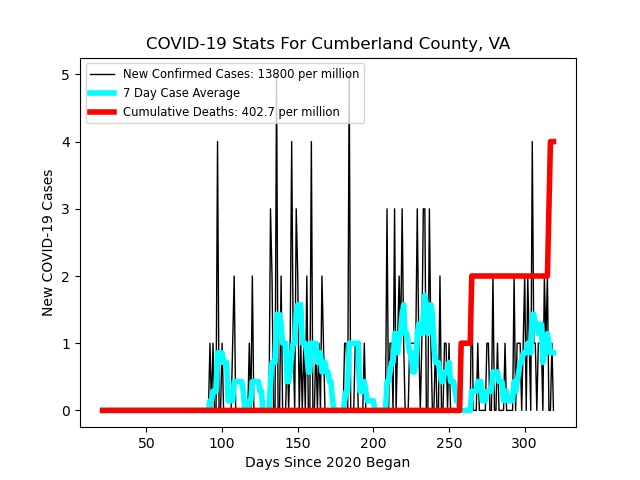 COVID-19 Stats For Cumberland County, VA
New Confirmed Cases: 13800 per million
7 Day Case Average
Cumulative Deaths: 402.7 per million
New COVID-19 Cases
5
4
3
2
1
0
50 100 150 200 250 300
Days Since 2020 Began